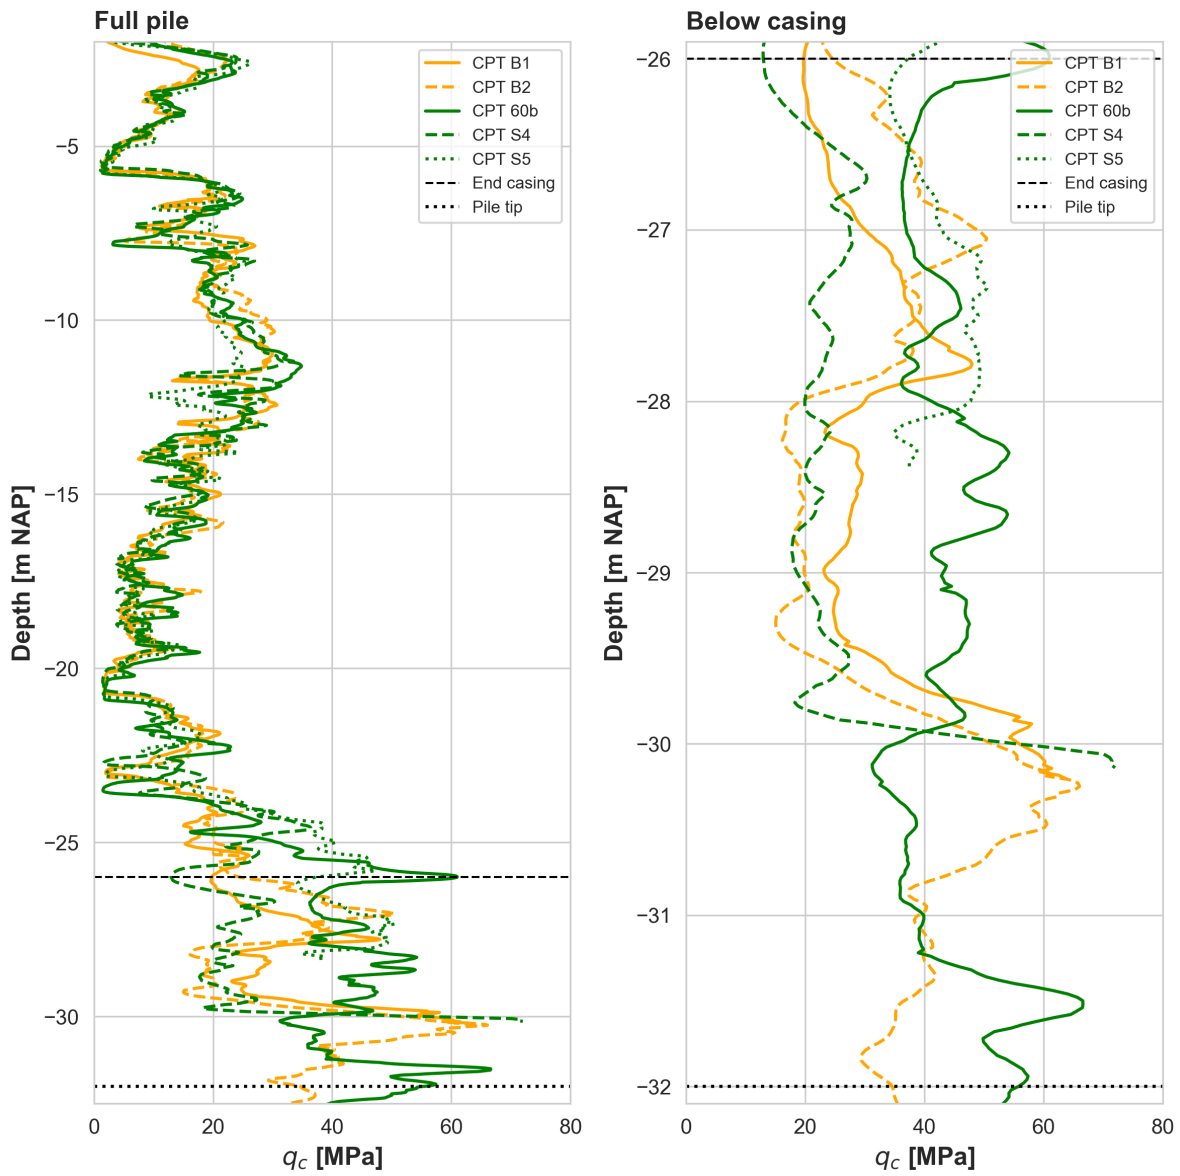 Full pile
CPT B1
CPT B2
CPT 60b
CPT S4
CPT S5
End casing
Pile tip
−5
−10
−15
−20
−25
−30
Depth [m NAP]
0 20 40 60 80
qc [MPa]
Below casing
CPT B1
CPT B2
CPT 60b
CPT S4
CPT S5
End casing
Pile tip
−26
−27
−28
−29
−30
−31
−32
Depth [m NAP]
0 20 40 60 80
qc [MPa]